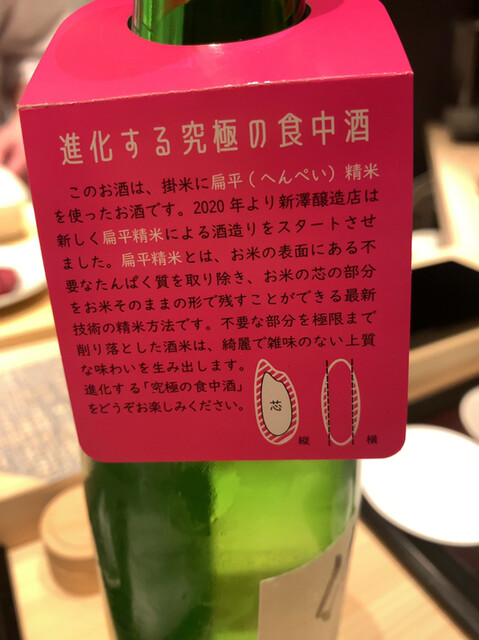 進化する究極の食中酒
このお酒は、掛米に扁平(へんぺい)精米
を使ったお酒です。2020年より新澤醸造店は
新しく扁平精米による酒造りをスタートさせ
ました。扁平精米とは、お米の表面にある不
要なたんぱく質を取り除き、お米の芯の部分
をお米そのままの形で残すことができる最新
技術の精米方法です。不要な部分を極限まで
削り落とした酒米は、綺麗で雑味のない上質
な味わいを生み出します。
進化する「究極の食中酒」
をどうぞお楽しみください。
芯
縦
横